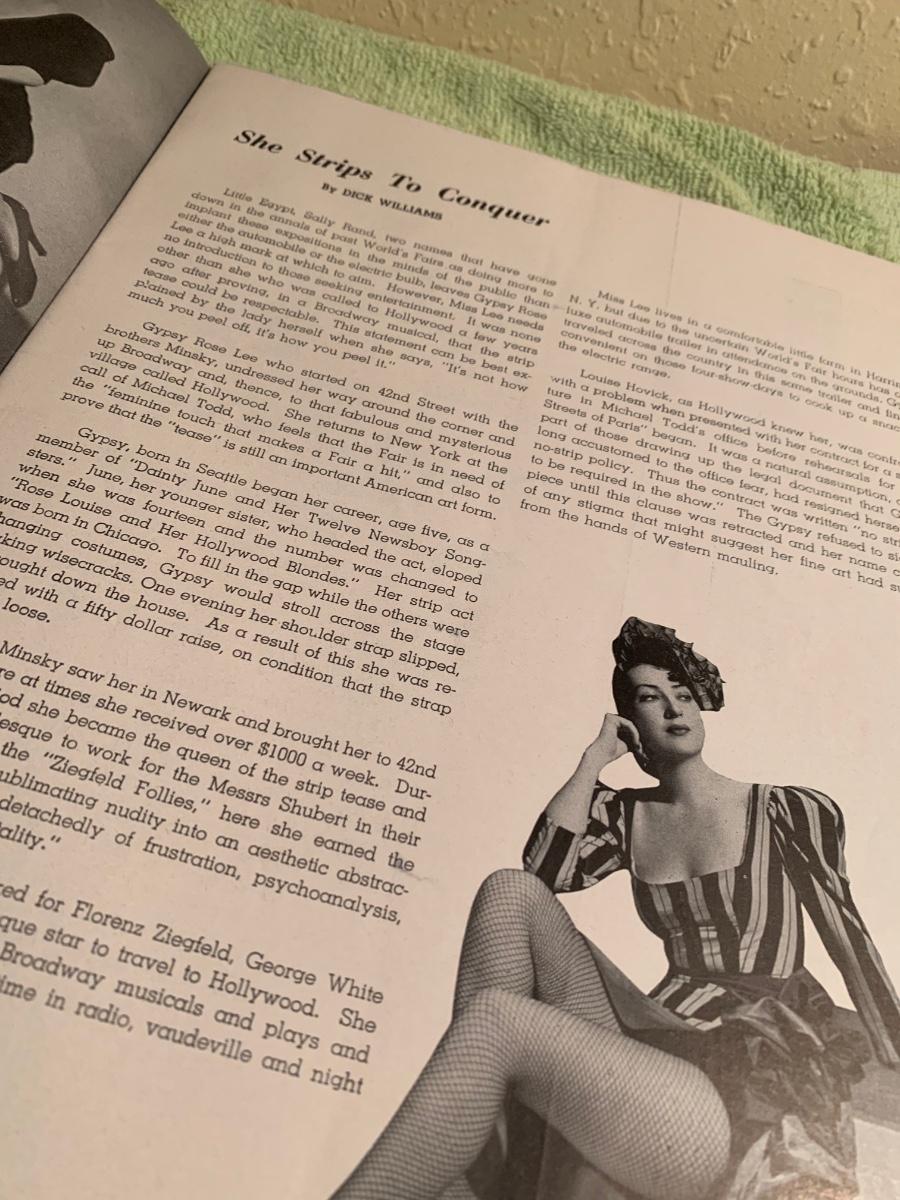 She Strips To Conquer
By DICK WILLIAMS
Little Egypt, Sally Rand, two names that have gone
down in the annals of past World's Fairs as doing more to
implant these expositions in the minds of the public than
either the automobile or the electric bulb, leaves Gypsy Rose
Lee a high mark at which to aim. However, Miss Lee needs
no introduction to those seeking entertainment. It was none
other than she who was called to Hollywood a few years
ago after proving, in a Broadway musical, that the strip
tease could be respectable. This statement can be best ex-
plained by the lady herself when she says, "It's not how
much you peel off, it's how you peel it."
Gypsy Rose Lee who started on 42nd Street with the
brothers Minsky, undressed her way around the corner and
up Broadway and, thence, to that fabulous and mysterious
village called Hollywood. She returns to New York at the
call of Michael Todd, who feels that the Fair is in need of
the "feminine touch that makes a Fair a hit," and also to
prove that the "tease" is still an important American art form.
Gypsy, born in Seattle began her career, age five, as a
member of "Dainty June and Her Twelve Newsboy Song-
sters." June, her younger sister, who headed the act, eloped
when she was fourteen and the number was changed to
"Rose Louise and Her Hollywood Blondes." Her strip act
was born in Chicago. To fill in the gap while the others were
hanging costumes, Gypsy would stroll across the stage
king wisecracks. One evening her shoulder strap slipped,
ought down the house. As a result of this she was re-
ed with a fifty dollar raise, on condition that the strap
loose.
Minsky saw her in Newark and brought her to 42nd
re at times she received over $1000 a week. Dur-
od she became the queen of the strip tease and
esque to work for the Messrs Shubert in their
the "Ziegfeld Follies," here she earned the
ublimating nudity into an aesthetic abstrac-
detachedly of frustration, psychoanalysis,
ality."
red for Florenz Ziegfeld, George White
que star to travel to Hollywood. She
Broadway musicals and plays and
ime in radio, vaudeville and night
Miss Lee lives in a comfortable little farm in
N. Y. but due to the uncertain World's Fair hours has
luxe automobile trailer in attendance on the grounds.
traveled across the country in this same trailer and
convenient on those four-show-days to cook up a
the electric range.
Louise Hovick, as Hollywood knew her, was
with a problem when presented with her contract for a
ture in Michael Todd's office before rehearsals for
Streets of Paris" began. It was a natural assumption,
part of those drawing up the legal document that G
long accustomed to the office fear, had resigned
no-strip policy. Thus the contract was written "no
to be required in the show." The Gypsy refused to
piece until this clause was retracted and her name
of any stigma that might suggest her fine art had
from the hands of Western mauling.